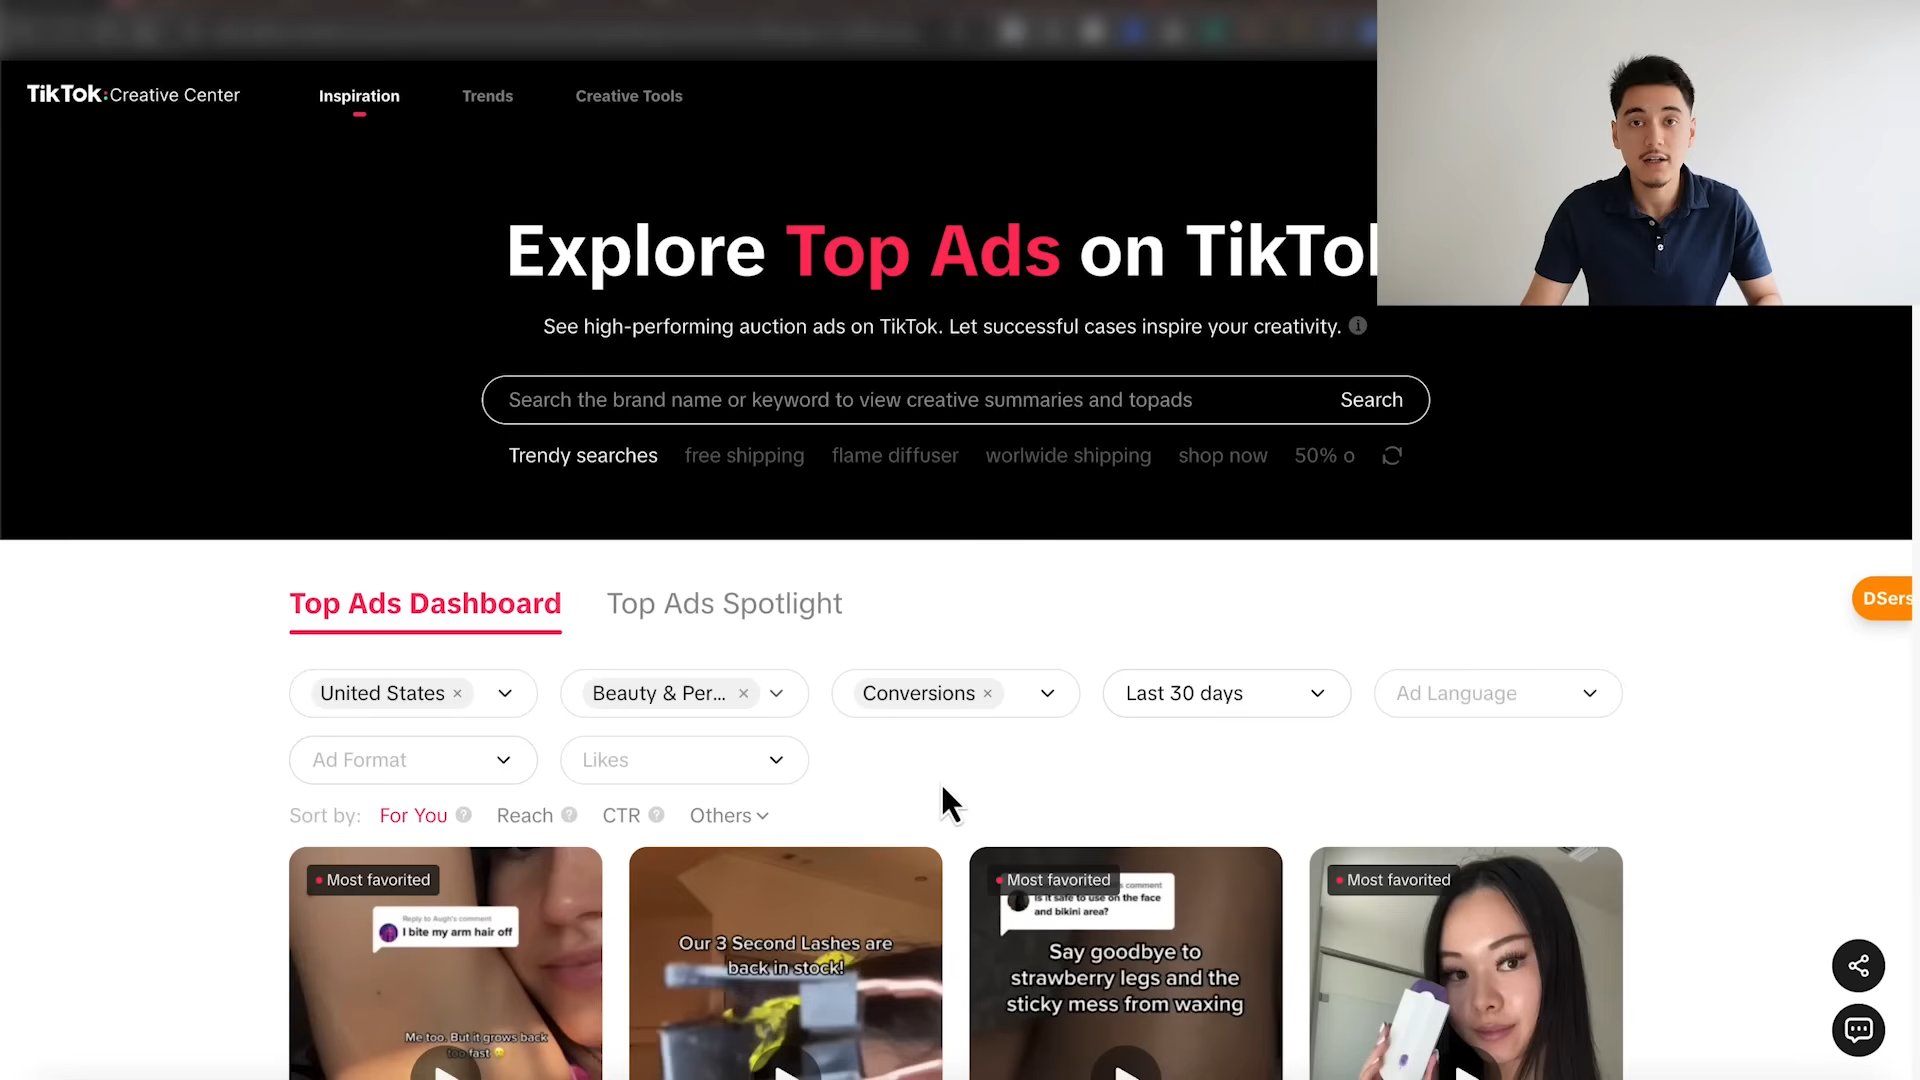 TikTok:Creative Center
Inspiration
Trends
Creative Tools
Explore Top Ads on TikTok
See high-performing auction ads on TikTok. Let successful cases inspire your creativity.
Search the brand name or keyword to view creative summaries and topads
Search
Trendy searches
free shipping
flame diffuser
worlwide shipping
shop now
50% o
DSers
Top Ads Dashboard
Top Ads Spotlight
United States ×
Beauty & Per... ×
Conversions ×
Last 30 days
Ad Language
Ad Format
Likes
Sort by:
For You
Reach
CTR
Others
Most favorited
Reply to Augh's comment
I bite my arm hair off
Me too. But it grows back
too fast
Our 3 Second Lashes are
back in stock!
Most favorited
s comment
Is it safe to use on the face
and bikini area?
Say goodbye to
strawberry legs and the
sticky mess from waxing
Most favorited